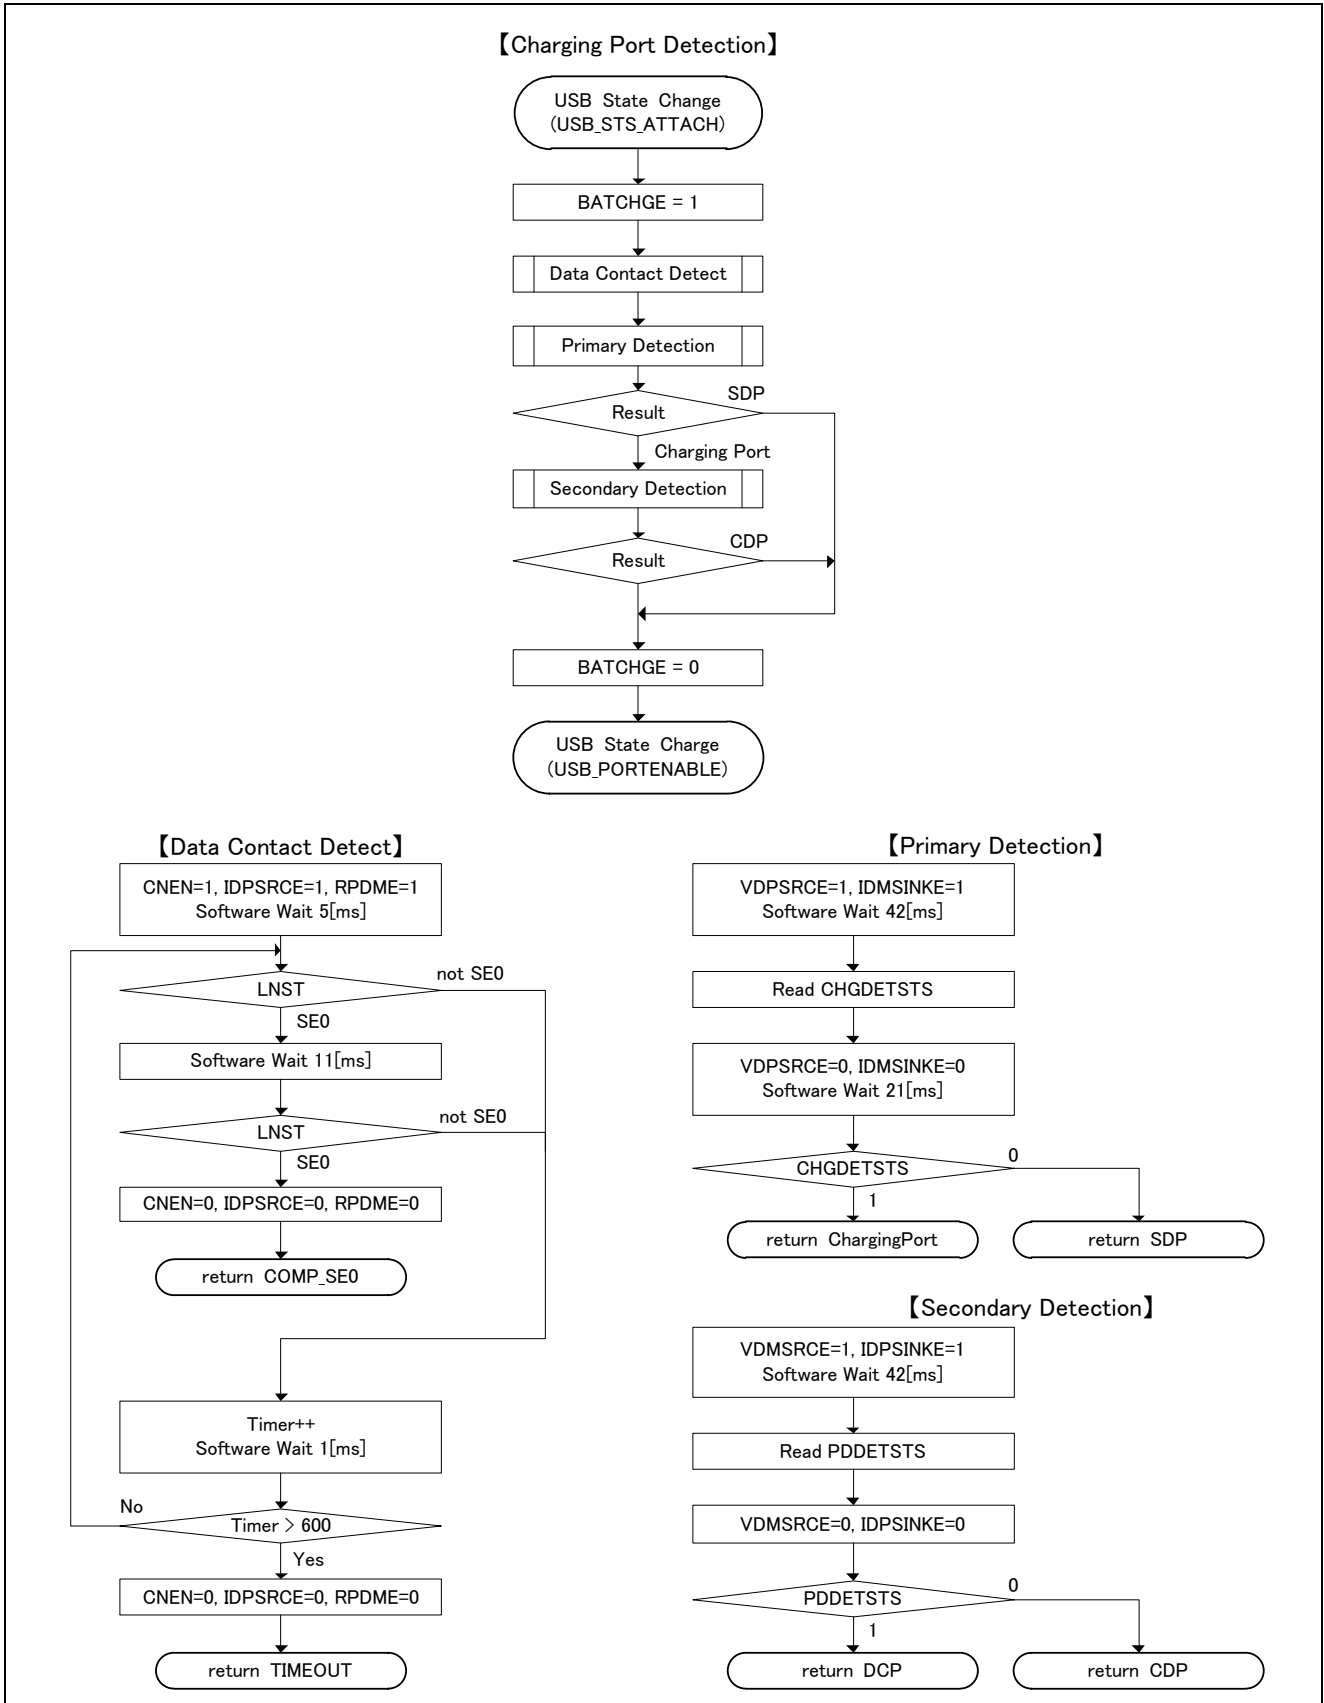 【Charging Port Detection】
USB State Change
(USB_STS_ATTACH)
BATCHGE = 1
Data Contact Detect
Primary Detection
SDP
Result
Charging Port
Secondary Detection
CDP
Result
BATCHGE = 0
USB State Charge
(USB_PORTENABLE)
【Data Contact Detect】
CNEN=1, IDPSRCE=1, RPDME=1
Software Wait 5[ms]
not SE0
LNST
SE0
Software Wait 11[ms]
not SE0
LNST
SE0
CNEN=0, IDPSRCE=0, RPDME=0
return COMP_SE0
Timer++
Software Wait 1[ms]
No
Timer > 600
Yes
CNEN=0, IDPSRCE=0, RPDME=0
return TIMEOUT
【Primary Detection】
VDPSRCE=1, IDMSINKE=1
Software Wait 42[ms]
Read CHGDETSTS
VDPSRCE=0, IDMSINKE=0
Software Wait 21[ms]
0
CHGDETSTS
1
return ChargingPort
return SDP
【Secondary Detection】
VDMSRCE=1, IDPSINKE=1
Software Wait 42[ms]
Read PDDETSTS
VDMSRCE=0, IDPSINKE=0
0
PDDETSTS
1
return DCP
return CDP